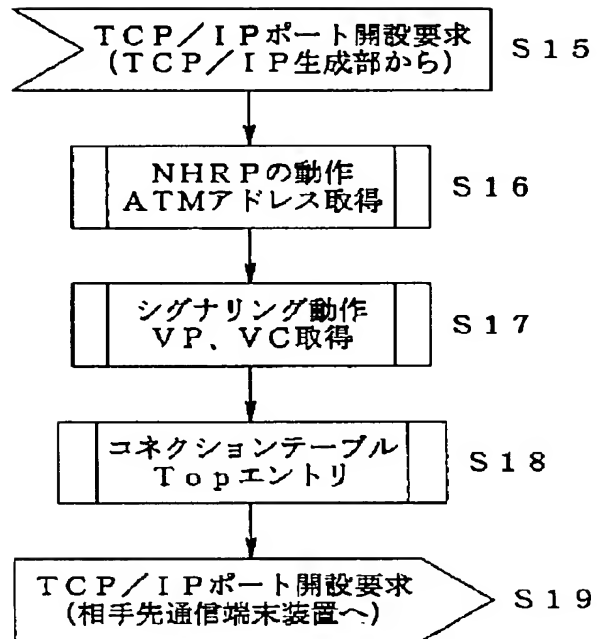 TCP/IPポート開設要求
(TCP/IP生成部から)
S15
NHRPの動作
ATMアドレス取得
S16
シグナリング動作
VP、VC取得
S17
コネクションテーブル
Topエントリ
S18
TCP/IPポート開設要求
(相手先通信端末装置へ)
S19